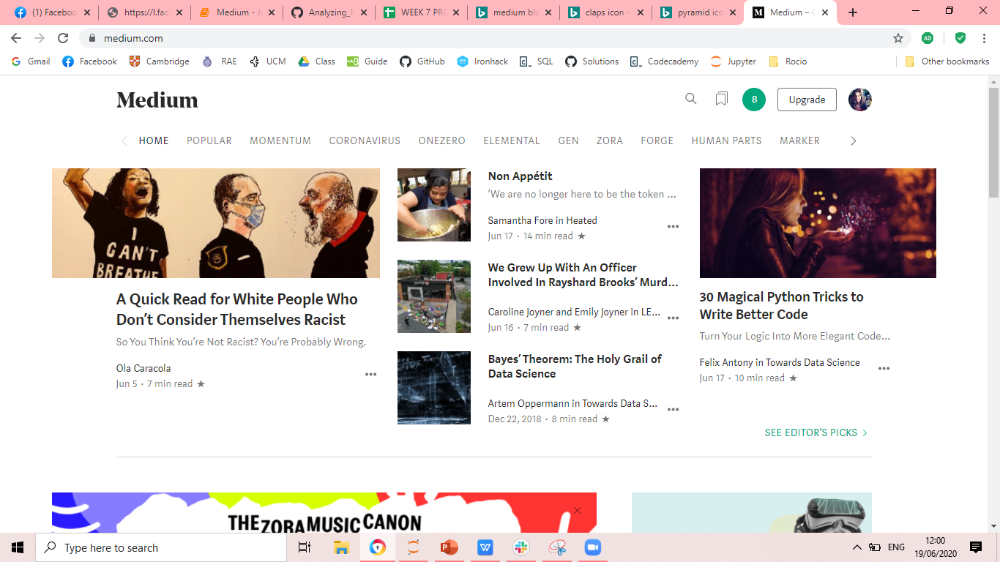 (1) Faceboo
https://l.fac
Medium - J
Analyzing_
WEEK 7 PRO
medium blo
claps icon -
pyramid ico
Medium – G
medium.com
Gmail
Facebook
Cambridge
RAE
UCM
Class
Guide
GitHub
Ironhack
SQL
Solutions
Codecademy
Jupyter
Rocio
Other bookmarks
Medium
8
Upgrade
HOME
POPULAR
MOMENTUM
CORONAVIRUS
ONEZERO
ELEMENTAL
GEN
ZORA
FORGE
HUMAN PARTS
MARKER
I
CAN'T
BREATHE
A Quick Read for White People Who
Don't Consider Themselves Racist
So You Think You're Not Racist? You're Probably Wrong.
Ola Caracola
Jun 5 · 7 min read ★
Non Appétit
'We are no longer here to be the token ...
Samantha Fore in Heated
Jun 17 · 14 min read ★
We Grew Up With An Officer
Involved In Rayshard Brooks' Murd...
Caroline Joyner and Emily Joyner in LE...
Jun 16 · 7 min read ★
Bayes' Theorem: The Holy Grail of
Data Science
Artem Oppermann in Towards Data S...
Dec 22, 2018 · 8 min read ★
30 Magical Python Tricks to
Write Better Code
Turn Your Logic Into More Elegant Code...
Felix Antony in Towards Data Science
Jun 17 · 10 min read ★
SEE EDITOR'S PICKS
THE ZORA MUSIC CANON
Type here to search
ENG
12:00
19/06/2020